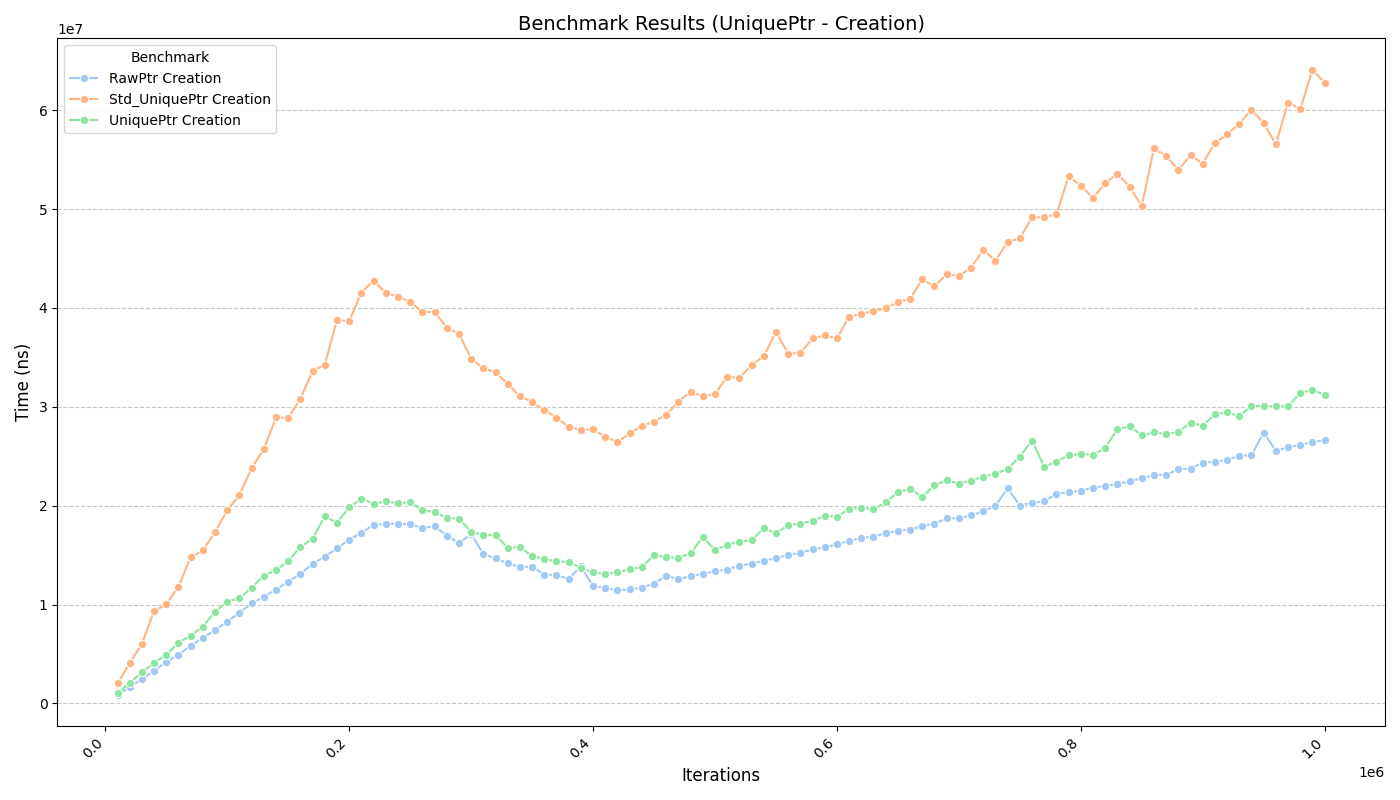 Benchmark Results (UniquePtr - Creation)
1e7
Benchmark
RawPtr Creation
Std_UniquePtr Creation
UniquePtr Creation
6
5
4
3
2
1
0
Time (ns)
0.0
0.2
0.4
0.6
0.8
1.0
1e6
Iterations